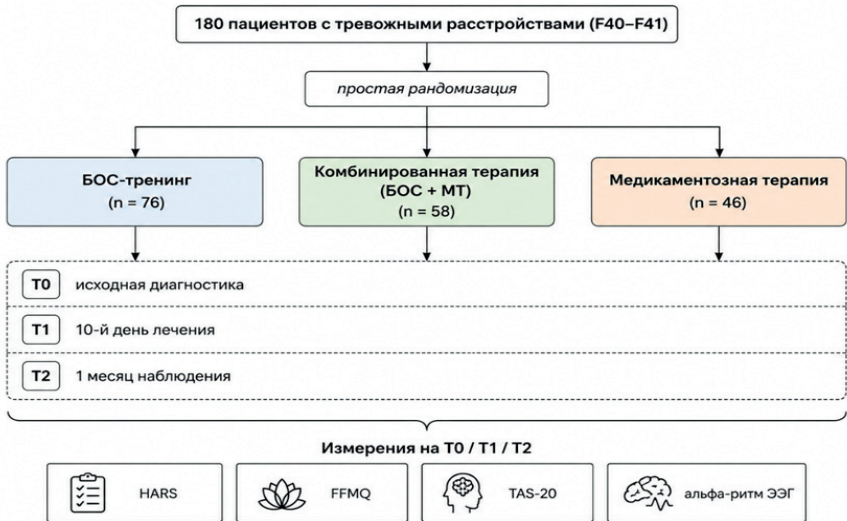 180 пациентов с тревожными расстройствами (F40–F41)
простая рандомизация
БОС-тренинг
(n = 76)
Комбинированная терапия
(БОС + МТ)
(n = 58)
Медикаментозная терапия
(n = 46)
T0 исходная диагностика
T1 10-й день лечения
T2 1 месяц наблюдения
Измерения на T0 / T1 / T2
HARS
FFMQ
TAS-20
альфа-ритм ЭЭГ